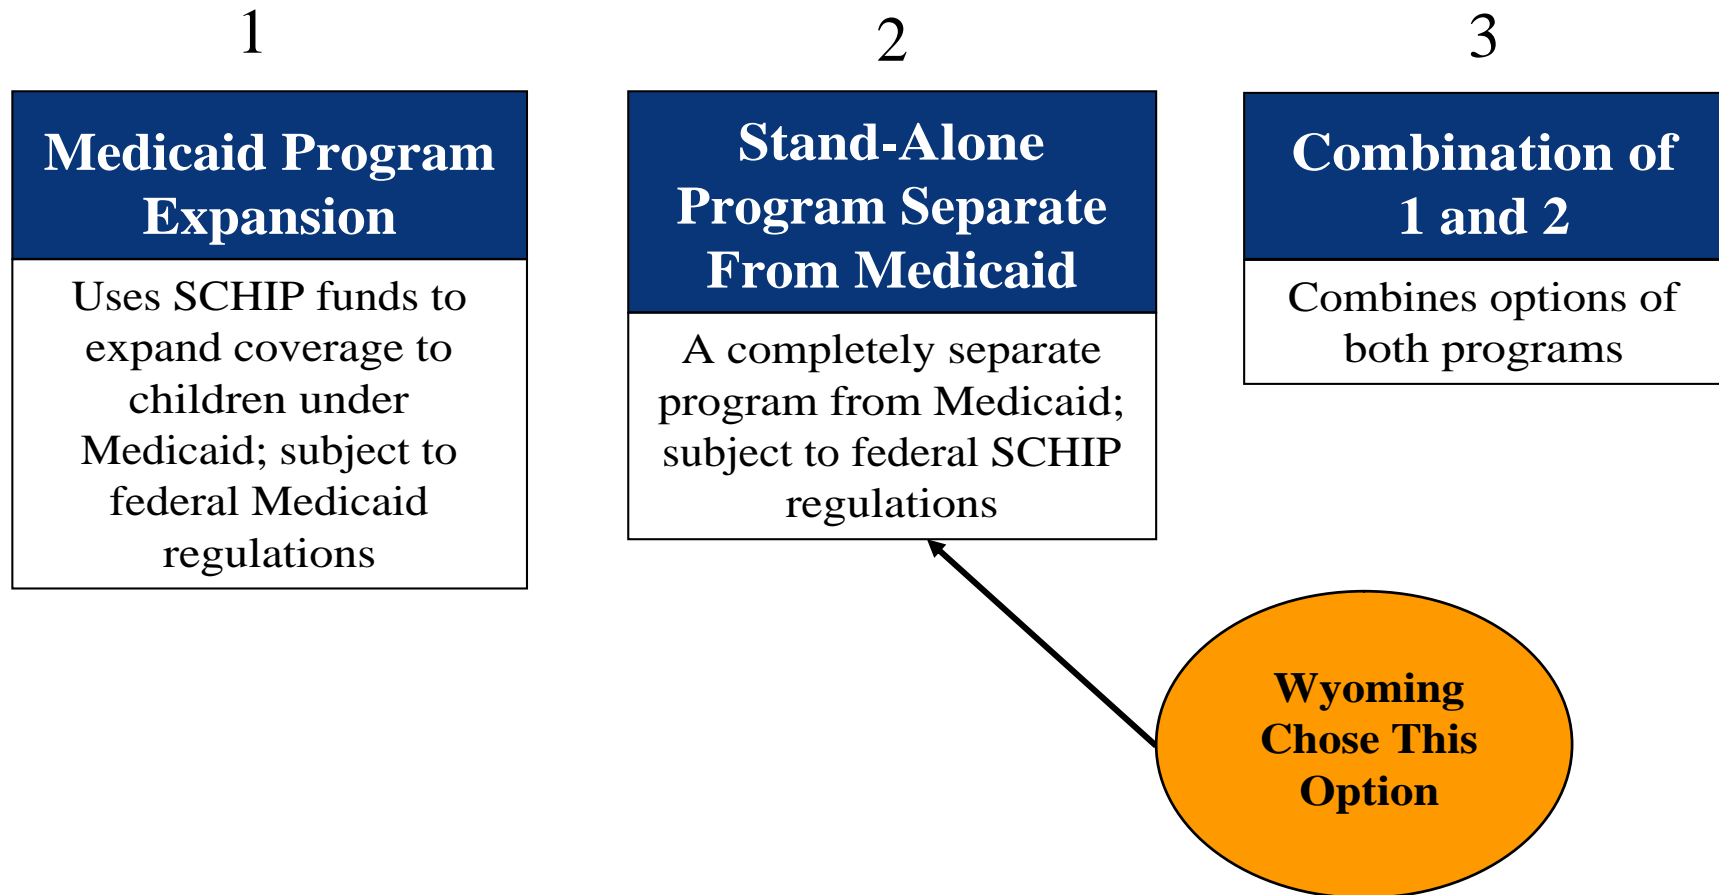 1
Medicaid Program
Expansion
Uses SCHIP funds to
expand coverage to
children under
Medicaid; subject to
federal Medicaid
regulations
2
Stand-Alone
Program Separate
From Medicaid
A completely separate
program from Medicaid;
subject to federal SCHIP
regulations
3
Combination of
1 and 2
Combines options of
both programs
Wyoming
Chose This
Option